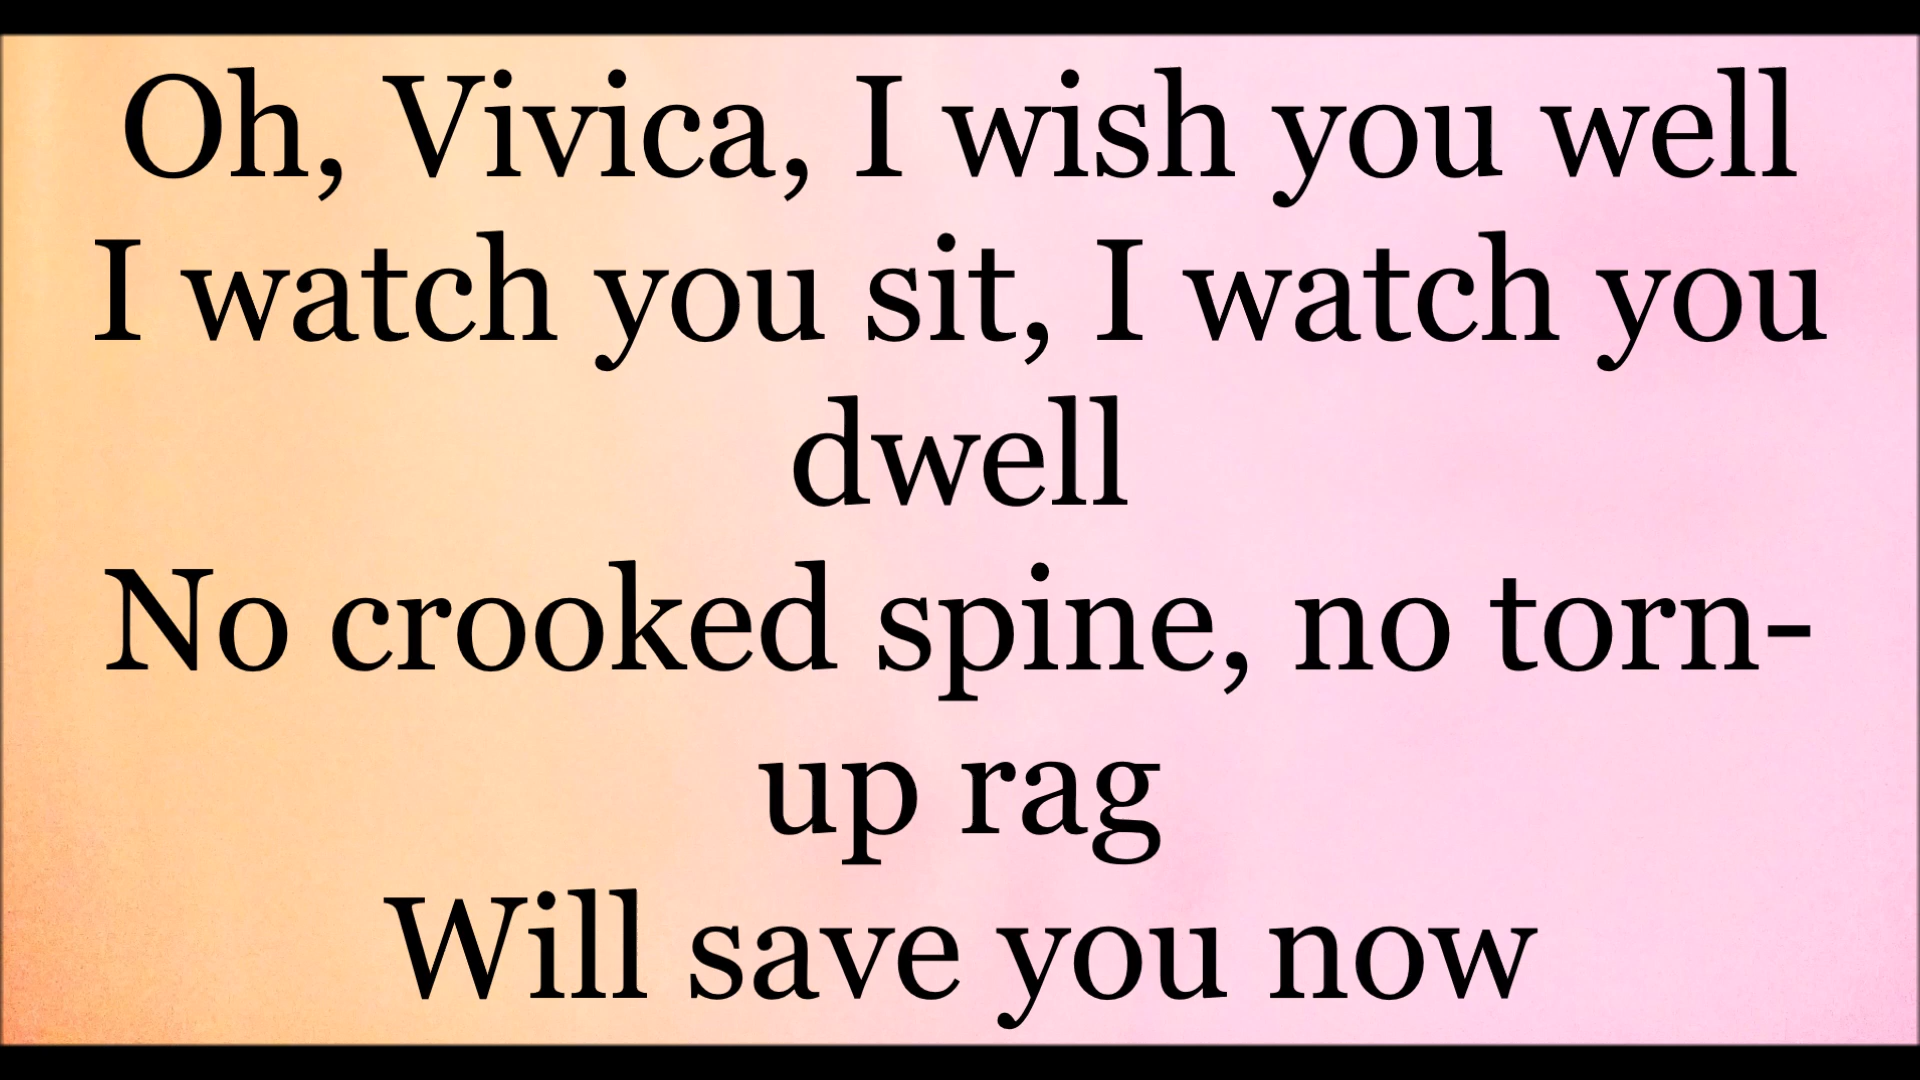 Oh, Vivica, I wish you well
I watch you sit, I watch you
dwell
No crooked spine, no torn-
up rag
Will save you now